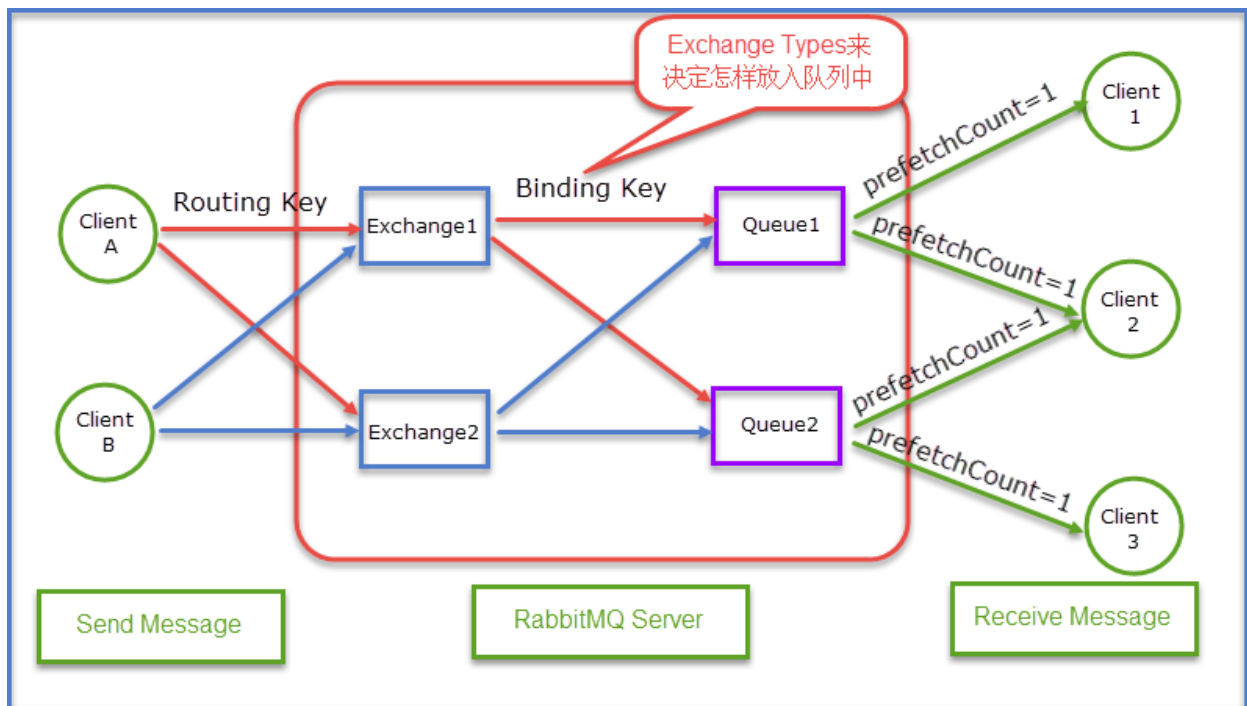 Exchange Types来
决定怎样放入队列中
Client
1
prefetchCount=1
Routing Key
Binding Key
Client
A
Exchange1
Queue1
prefetchCount=1
Client
2
prefetchCount=1
Client
B
Exchange2
Queue2
prefetchCount=1
Client
3
Send Message
RabbitMQ Server
Receive Message